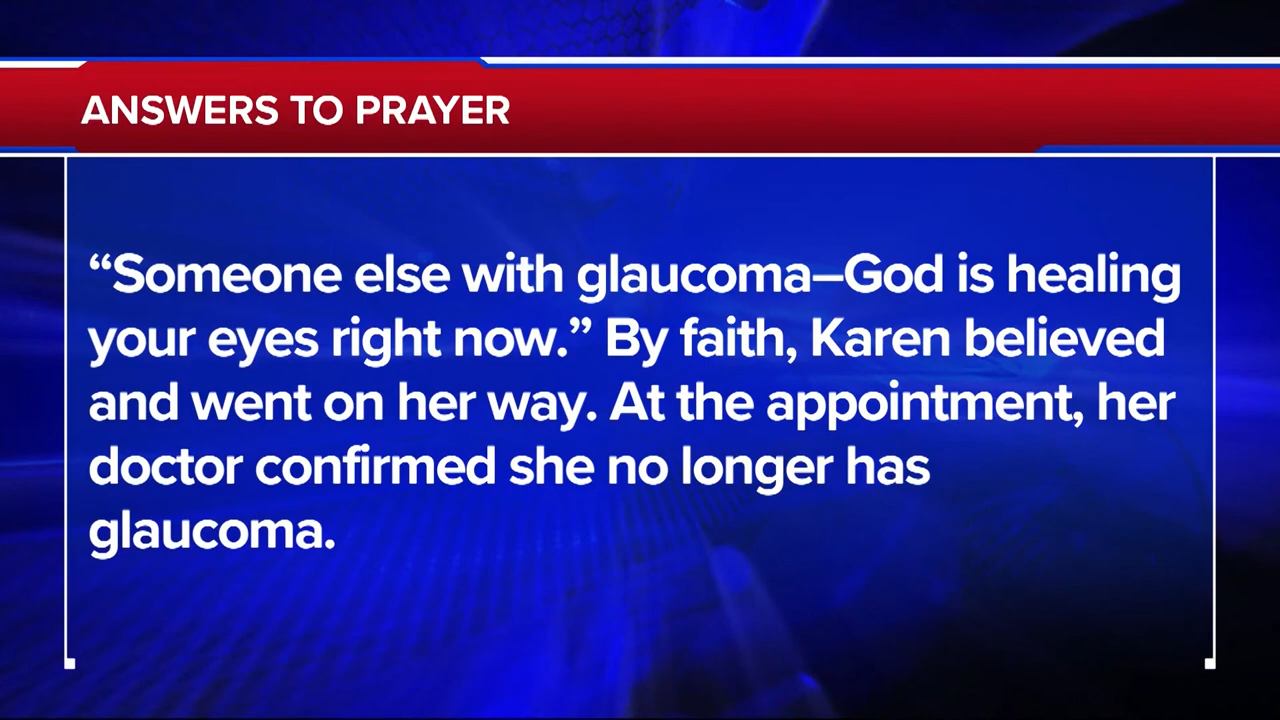 ANSWERS TO PRAYER
“Someone else with glaucoma–God is healing
your eyes right now.” By faith, Karen believed
and went on her way. At the appointment, her
doctor confirmed she no longer has
glaucoma.